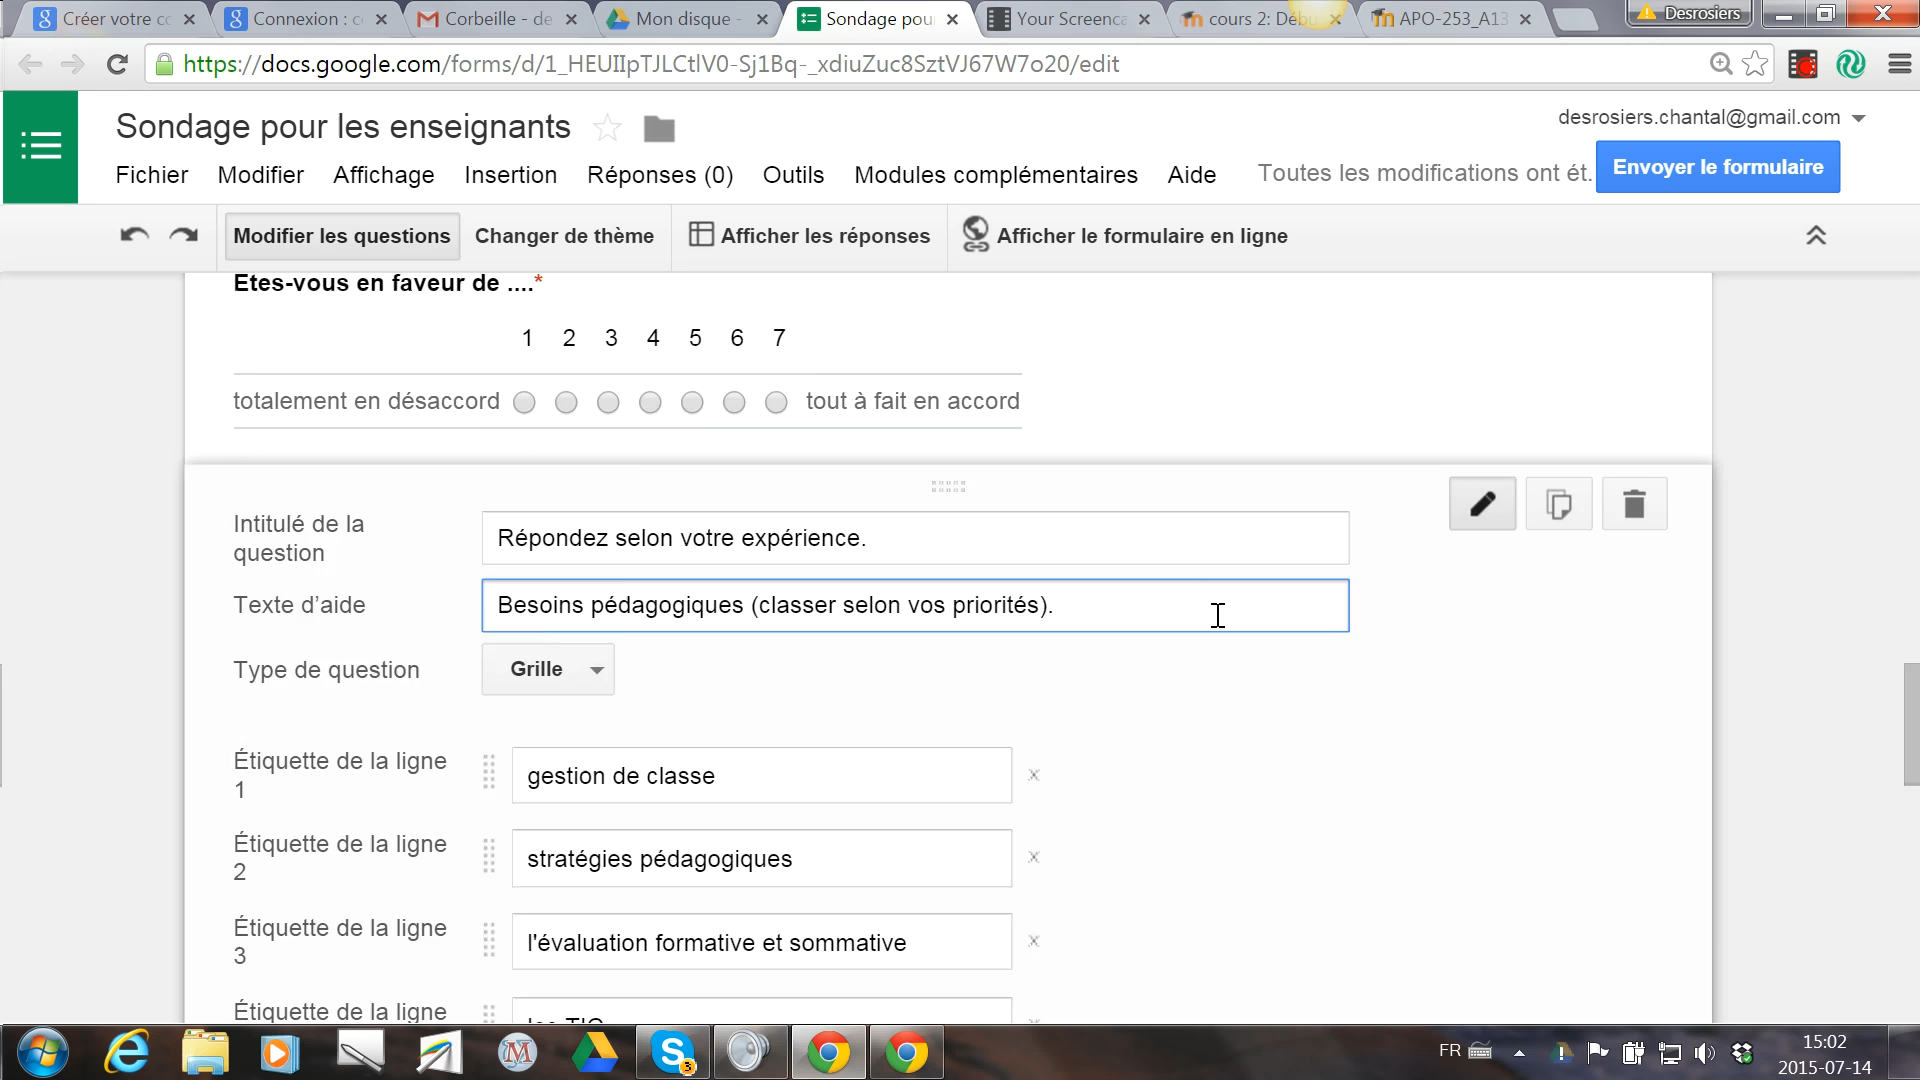 Créer votre co
Connexion : c
Corbeille - de
Mon disque -
Sondage pou
Your Screenca
cours 2: Débu
APO-253_A13
Desrosiers
https://docs.google.com/forms/d/1_HEUIIpTJLCtlV0-Sj1Bq-_xdiuZuc8SztVJ67W7o20/edit
Sondage pour les enseignants
desrosiers.chantal@gmail.com
Fichier Modifier Affichage Insertion Réponses (0) Outils Modules complémentaires Aide
Toutes les modifications ont ét.
Envoyer le formulaire
Modifier les questions
Changer de thème
Afficher les réponses
Afficher le formulaire en ligne
Etes-vous en faveur de ....*
1 2 3 4 5 6 7
totalement en désaccord
tout à fait en accord
Intitulé de la question
Répondez selon votre expérience.
Texte d'aide
Besoins pédagogiques (classer selon vos priorités).
Type de question
Grille
Étiquette de la ligne 1
gestion de classe
Étiquette de la ligne 2
stratégies pédagogiques
Étiquette de la ligne 3
l'évaluation formative et sommative
Étiquette de la ligne
les TIC
FR
15:02
2015-07-14